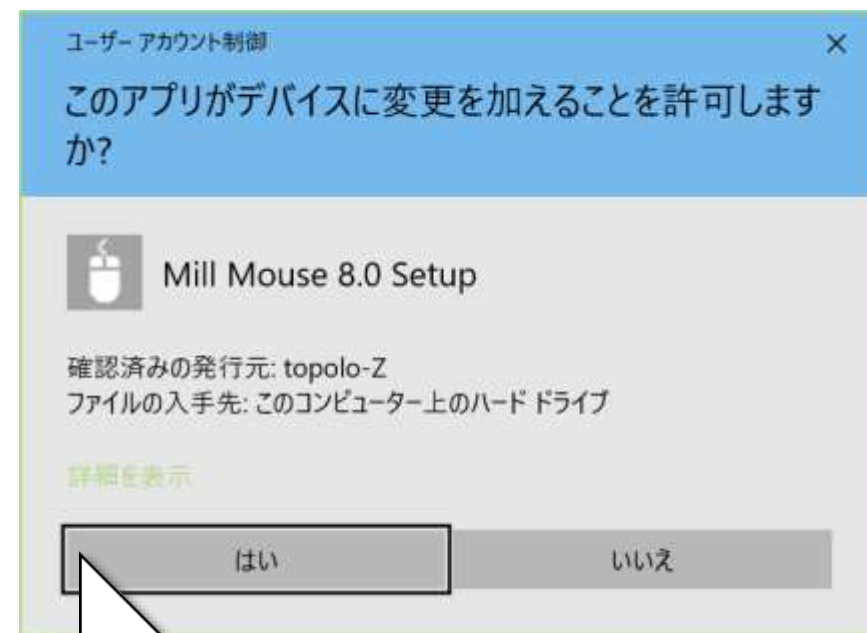 ユーザー アカウント制御
このアプリがデバイスに変更を加えることを許可します
か?
Mill Mouse 8.0 Setup
確認済みの発行元: topolo-Z
ファイルの入手先: このコンピューター上のハード ドライブ
詳細を表示
はい
いいえ